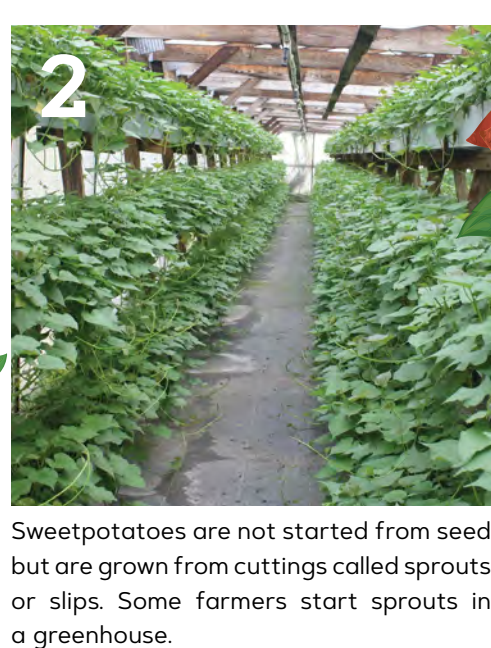 2
Sweetpotatoes are not started from seed
but are grown from cuttings called sprouts
or slips. Some farmers start sprouts in
a greenhouse.